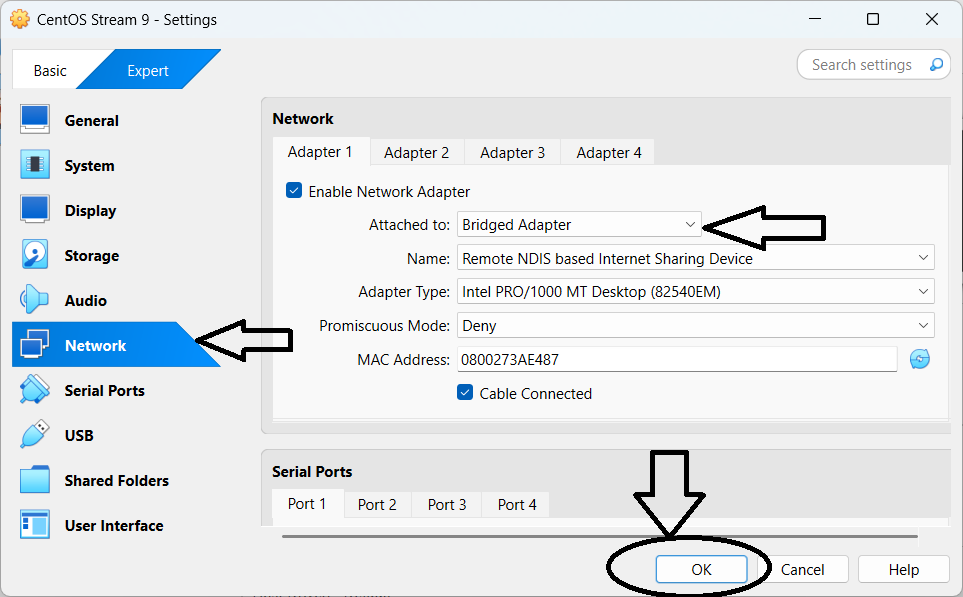 CentOS Stream 9 - Settings
Basic
Expert
Search settings
General
System
Display
Storage
Audio
Network
Serial Ports
USB
Shared Folders
User Interface
Network
Adapter 1
Adapter 2
Adapter 3
Adapter 4
Enable Network Adapter
Attached to: Bridged Adapter
Name: Remote NDIS based Internet Sharing Device
Adapter Type: Intel PRO/1000 MT Desktop (82540EM)
Promiscuous Mode: Deny
MAC Address: 0800273AE487
Cable Connected
Serial Ports
Port 1
Port 2
Port 3
Port 4
OK
Cancel
Help